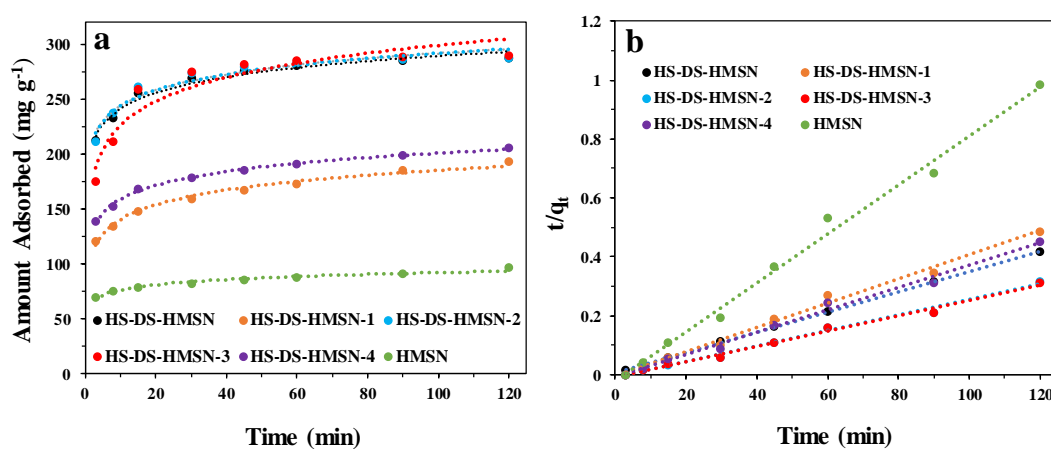 a
Amount Adsorbed (mg g-1)
300
250
200
150
100
50
0
HS-DS-HMSN HS-DS-HMSN-1 HS-DS-HMSN-2
HS-DS-HMSN-3 HS-DS-HMSN-4 HMSN
0 20 40 60 80 100 120
Time (min)
b
t/qt
1.2
1
0.8
0.6
0.4
0.2
0
HS-DS-HMSN HS-DS-HMSN-1
HS-DS-HMSN-2 HS-DS-HMSN-3
HS-DS-HMSN-4 HMSN
0 20 40 60 80 100 120
Time (min)